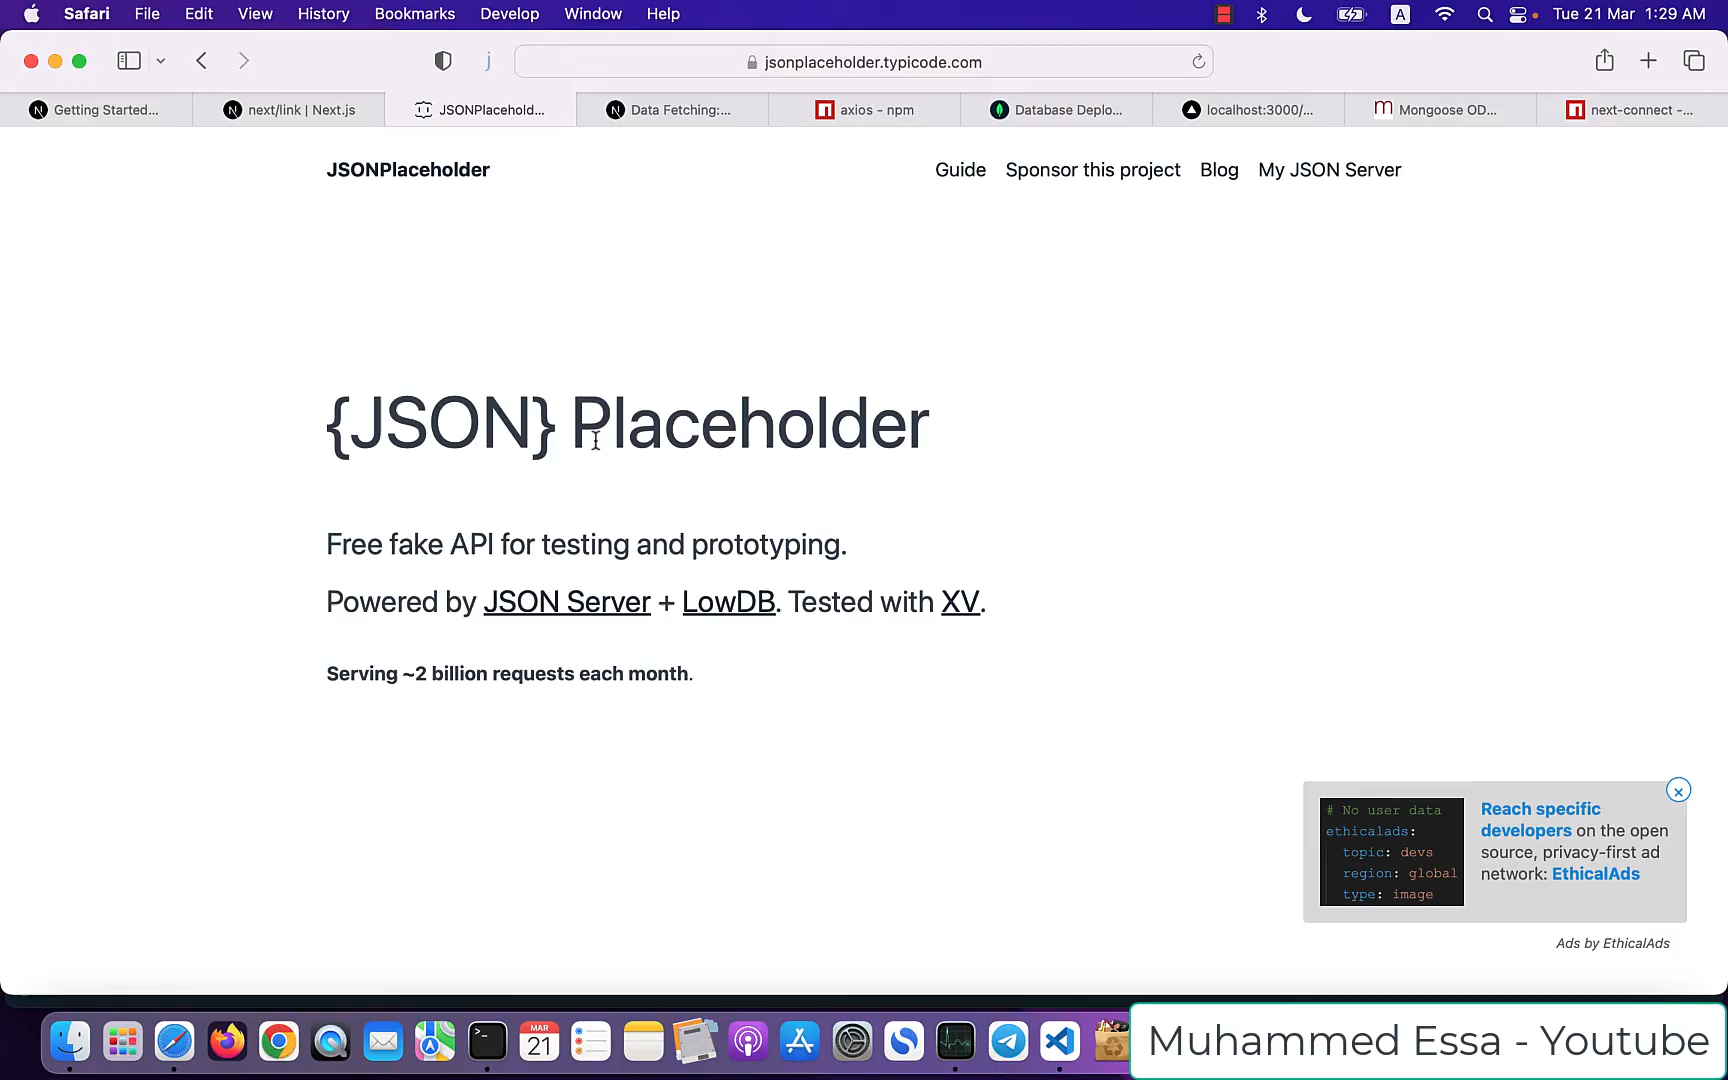 Safari File Edit View History Bookmarks Develop Window Help A Tue 21 Mar 1:29 AM
j jsonplaceholder.typicode.com
N Getting Started... N next/link | Next.js JSONPlacehold... N Data Fetching:... axios - npm Database Deplo... localhost:3000/... m Mongoose OD... next-connect -...
JSONPlaceholder Guide Sponsor this project Blog My JSON Server
{JSON} Placeholder
Free fake API for testing and prototyping.
Powered by JSON Server + LowDB. Tested with XV.
Serving ~2 billion requests each month.
# No user data
ethicalads:
topic: devs
region: global
type: image
Reach specific
developers on the open
source, privacy-first ad
network: EthicalAds
Ads by EthicalAds
MAR
21
Muhammed Essa - Youtube